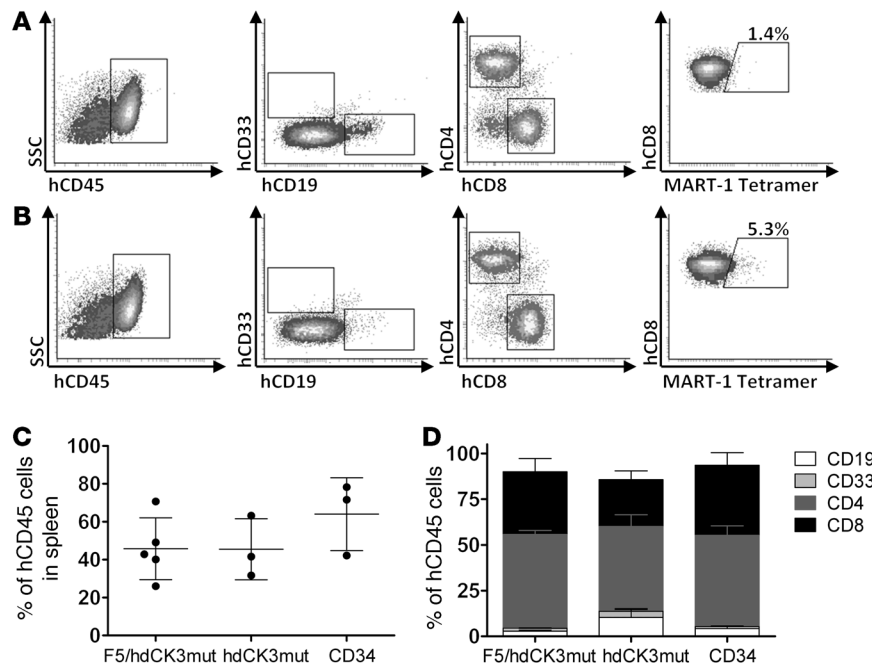 A
SSC
hCD45
hCD33
hCD19
hCD4
hCD8
1.4%
hCD8
MART-1 Tetramer
B
SSC
hCD45
hCD33
hCD19
hCD4
hCD8
5.3%
hCD8
MART-1 Tetramer
C
% of hCD45 cells
in spleen
100
80
60
40
20
0
F5/hdCK3mut
hdCK3mut
CD34
D
% of hCD45 cells
100
75
50
25
0
F5/hdCK3mut
hdCK3mut
CD34
CD19
CD33
CD4
CD8